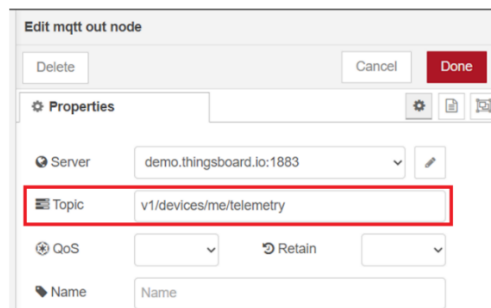 Edit mqtt out node
Delete Cancel Done
Properties
Server demo.thingsboard.io:1883
Topic v1/devices/me/telemetry
QoS Retain
Name Name